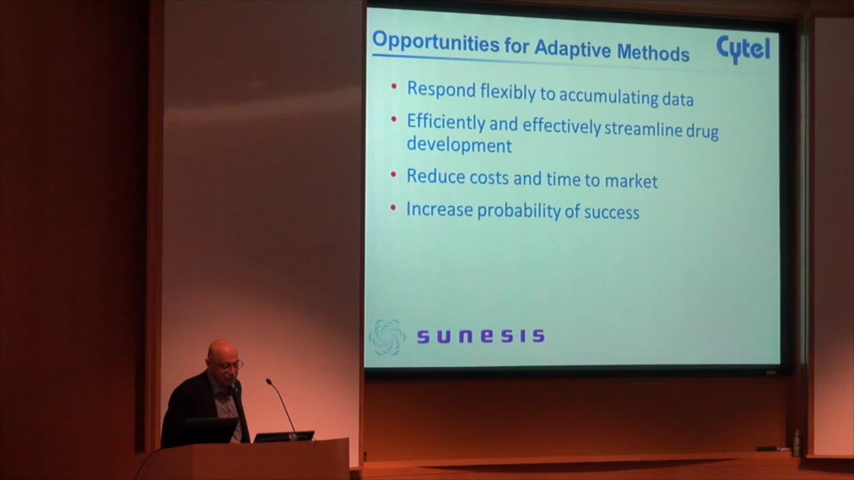 Opportunities for Adaptive Methods
Cytel
• Respond flexibly to accumulating data
• Efficiently and effectively streamline drug
development
• Reduce costs and time to market
• Increase probability of success
sunesis